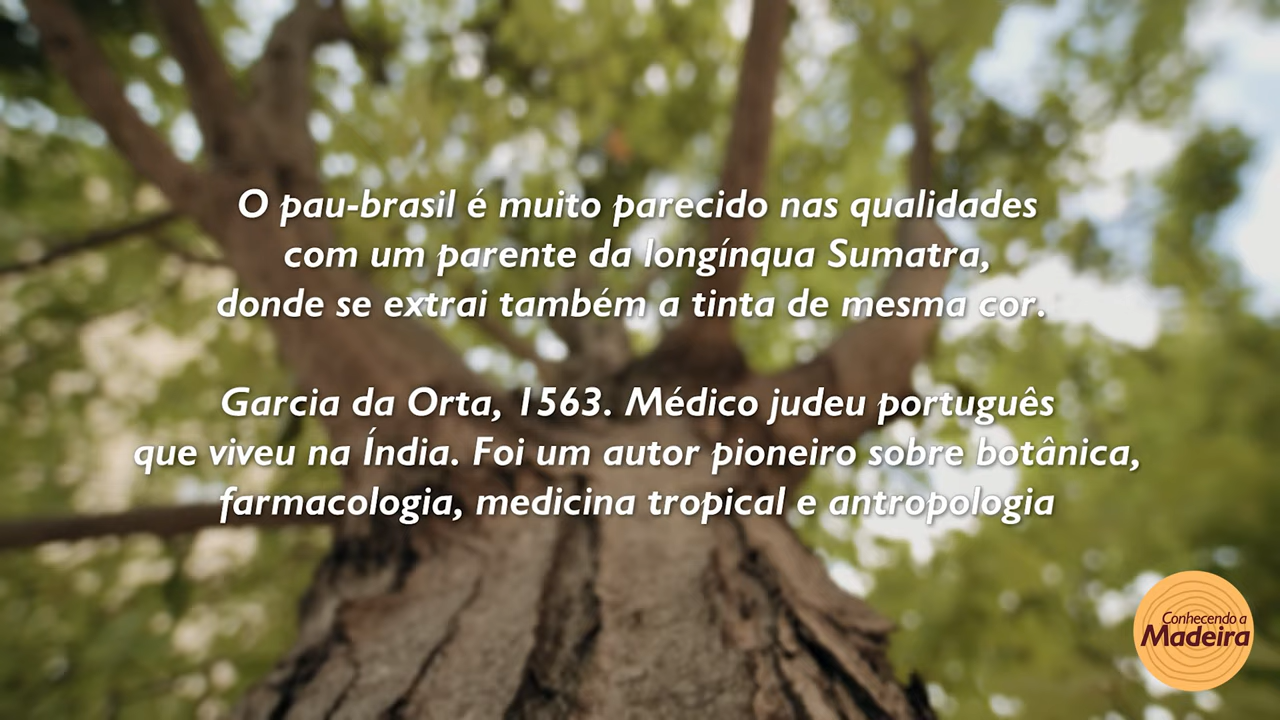 O pau-brasil é muito parecido nas qualidades
com um parente da longínqua Sumatra,
donde se extrai também a tinta de mesma cor.
Garcia da Orta, 1563. Médico judeu português
que viveu na Índia. Foi um autor pioneiro sobre botânica,
farmacologia, medicina tropical e antropologia
Conhecendo a
Madeira